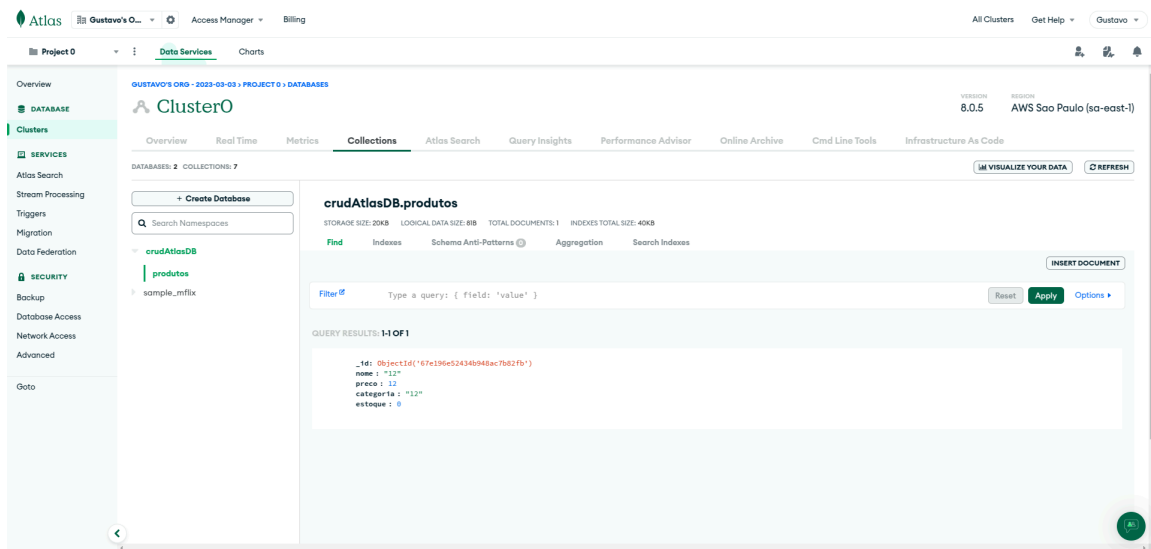 Atlas Gustavo's O... Access Manager Billing All Clusters Get Help Gustavo
Project 0 Data Services Charts
Overview
DATABASE
Clusters
SERVICES
Atlas Search
Stream Processing
Triggers
Migration
Data Federation
SECURITY
Backup
Database Access
Network Access
Advanced
Goto
GUSTAVO'S ORG - 2023-03-03 > PROJECT 0 > DATABASES
Cluster0
VERSION
8.0.5
REGION
AWS Sao Paulo (sa-east-1)
Overview Real Time Metrics Collections Atlas Search Query Insights Performance Advisor Online Archive Cmd Line Tools Infrastructure As Code
DATABASES: 2 COLLECTIONS: 7
VISUALIZE YOUR DATA REFRESH
+ Create Database
Search Namespaces
crudAtlasDB
produtos
sample_mflix
crudAtlasDB.produtos
STORAGE SIZE: 20KB LOGICAL DATA SIZE: 81B TOTAL DOCUMENTS: 1 INDEXES TOTAL SIZE: 40KB
Find Indexes Schema Anti-Patterns 0 Aggregation Search Indexes
INSERT DOCUMENT
Filter Type a query: { field: 'value' } Reset Apply Options
QUERY RESULTS: 1-1 OF 1
_id: ObjectId('67e196e52434b948ac7b82fb')
nome : "12"
preco : 12
categoria : "12"
estoque : 0